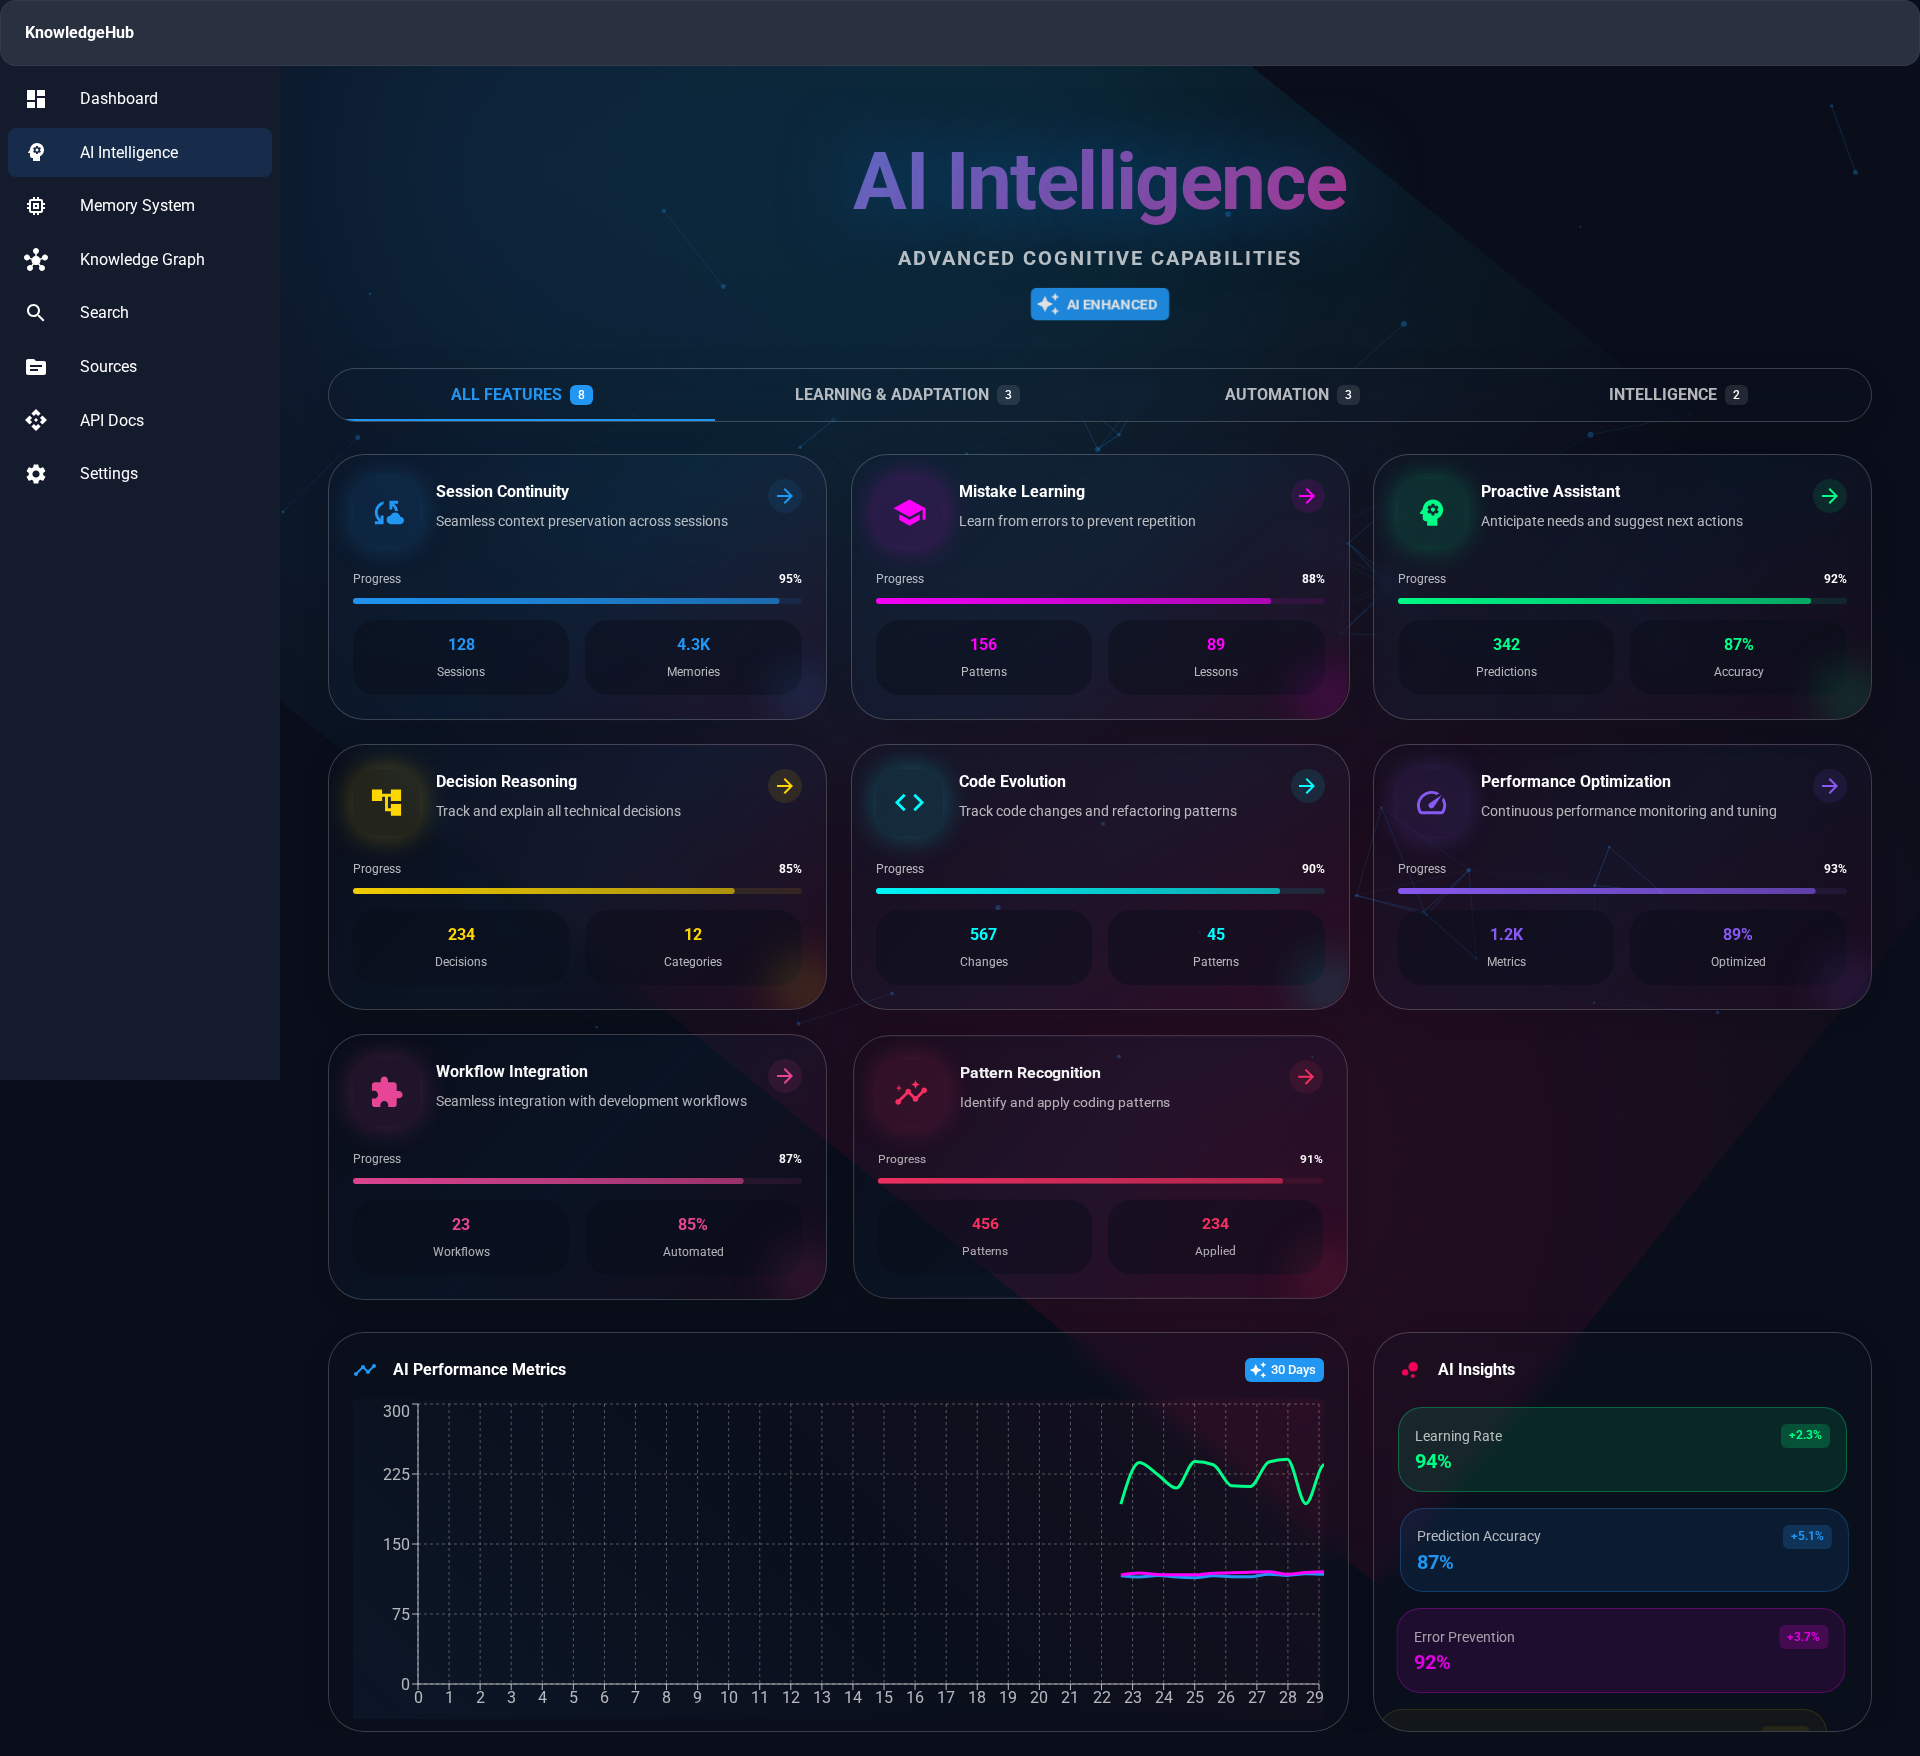 KnowledgeHub
Dashboard
AI Intelligence
Memory System
Knowledge Graph
Search
Sources
API Docs
Settings
AI Intelligence
ADVANCED COGNITIVE CAPABILITIES
AI ENHANCED
ALL FEATURES 8
LEARNING & ADAPTATION 3
AUTOMATION 3
INTELLIGENCE 2
Session Continuity
Seamless context preservation across sessions
Progress 95%
128 4.3K
Sessions Memories
Mistake Learning
Learn from errors to prevent repetition
Progress 88%
156 89
Patterns Lessons
Proactive Assistant
Anticipate needs and suggest next actions
Progress 92%
342 87%
Predictions Accuracy
Decision Reasoning
Track and explain all technical decisions
Progress 85%
234 12
Decisions Categories
Code Evolution
Track code changes and refactoring patterns
Progress 90%
567 45
Changes Patterns
Performance Optimization
Continuous performance monitoring and tuning
Progress 93%
1.2K 89%
Metrics Optimized
Workflow Integration
Seamless integration with development workflows
Progress 87%
23 85%
Workflows Automated
Pattern Recognition
Identify and apply coding patterns
Progress 91%
456 234
Patterns Applied
AI Performance Metrics
30 Days
300
225
150
75
0
0 1 2 3 4 5 6 7 8 9 10 11 12 13 14 15 16 17 18 19 20 21 22 23 24 25 26 27 28 29
AI Insights
Learning Rate +2.3%
94%
Prediction Accuracy +5.1%
87%
Error Prevention +3.7%
92%